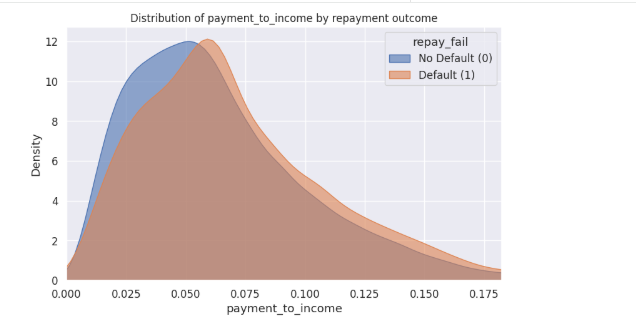 Distribution of payment_to_income by repayment outcome
repay_fail
No Default (0)
Default (1)
Density
12
10
8
6
4
2
0
0.000 0.025 0.050 0.075 0.100 0.125 0.150 0.175
payment_to_income